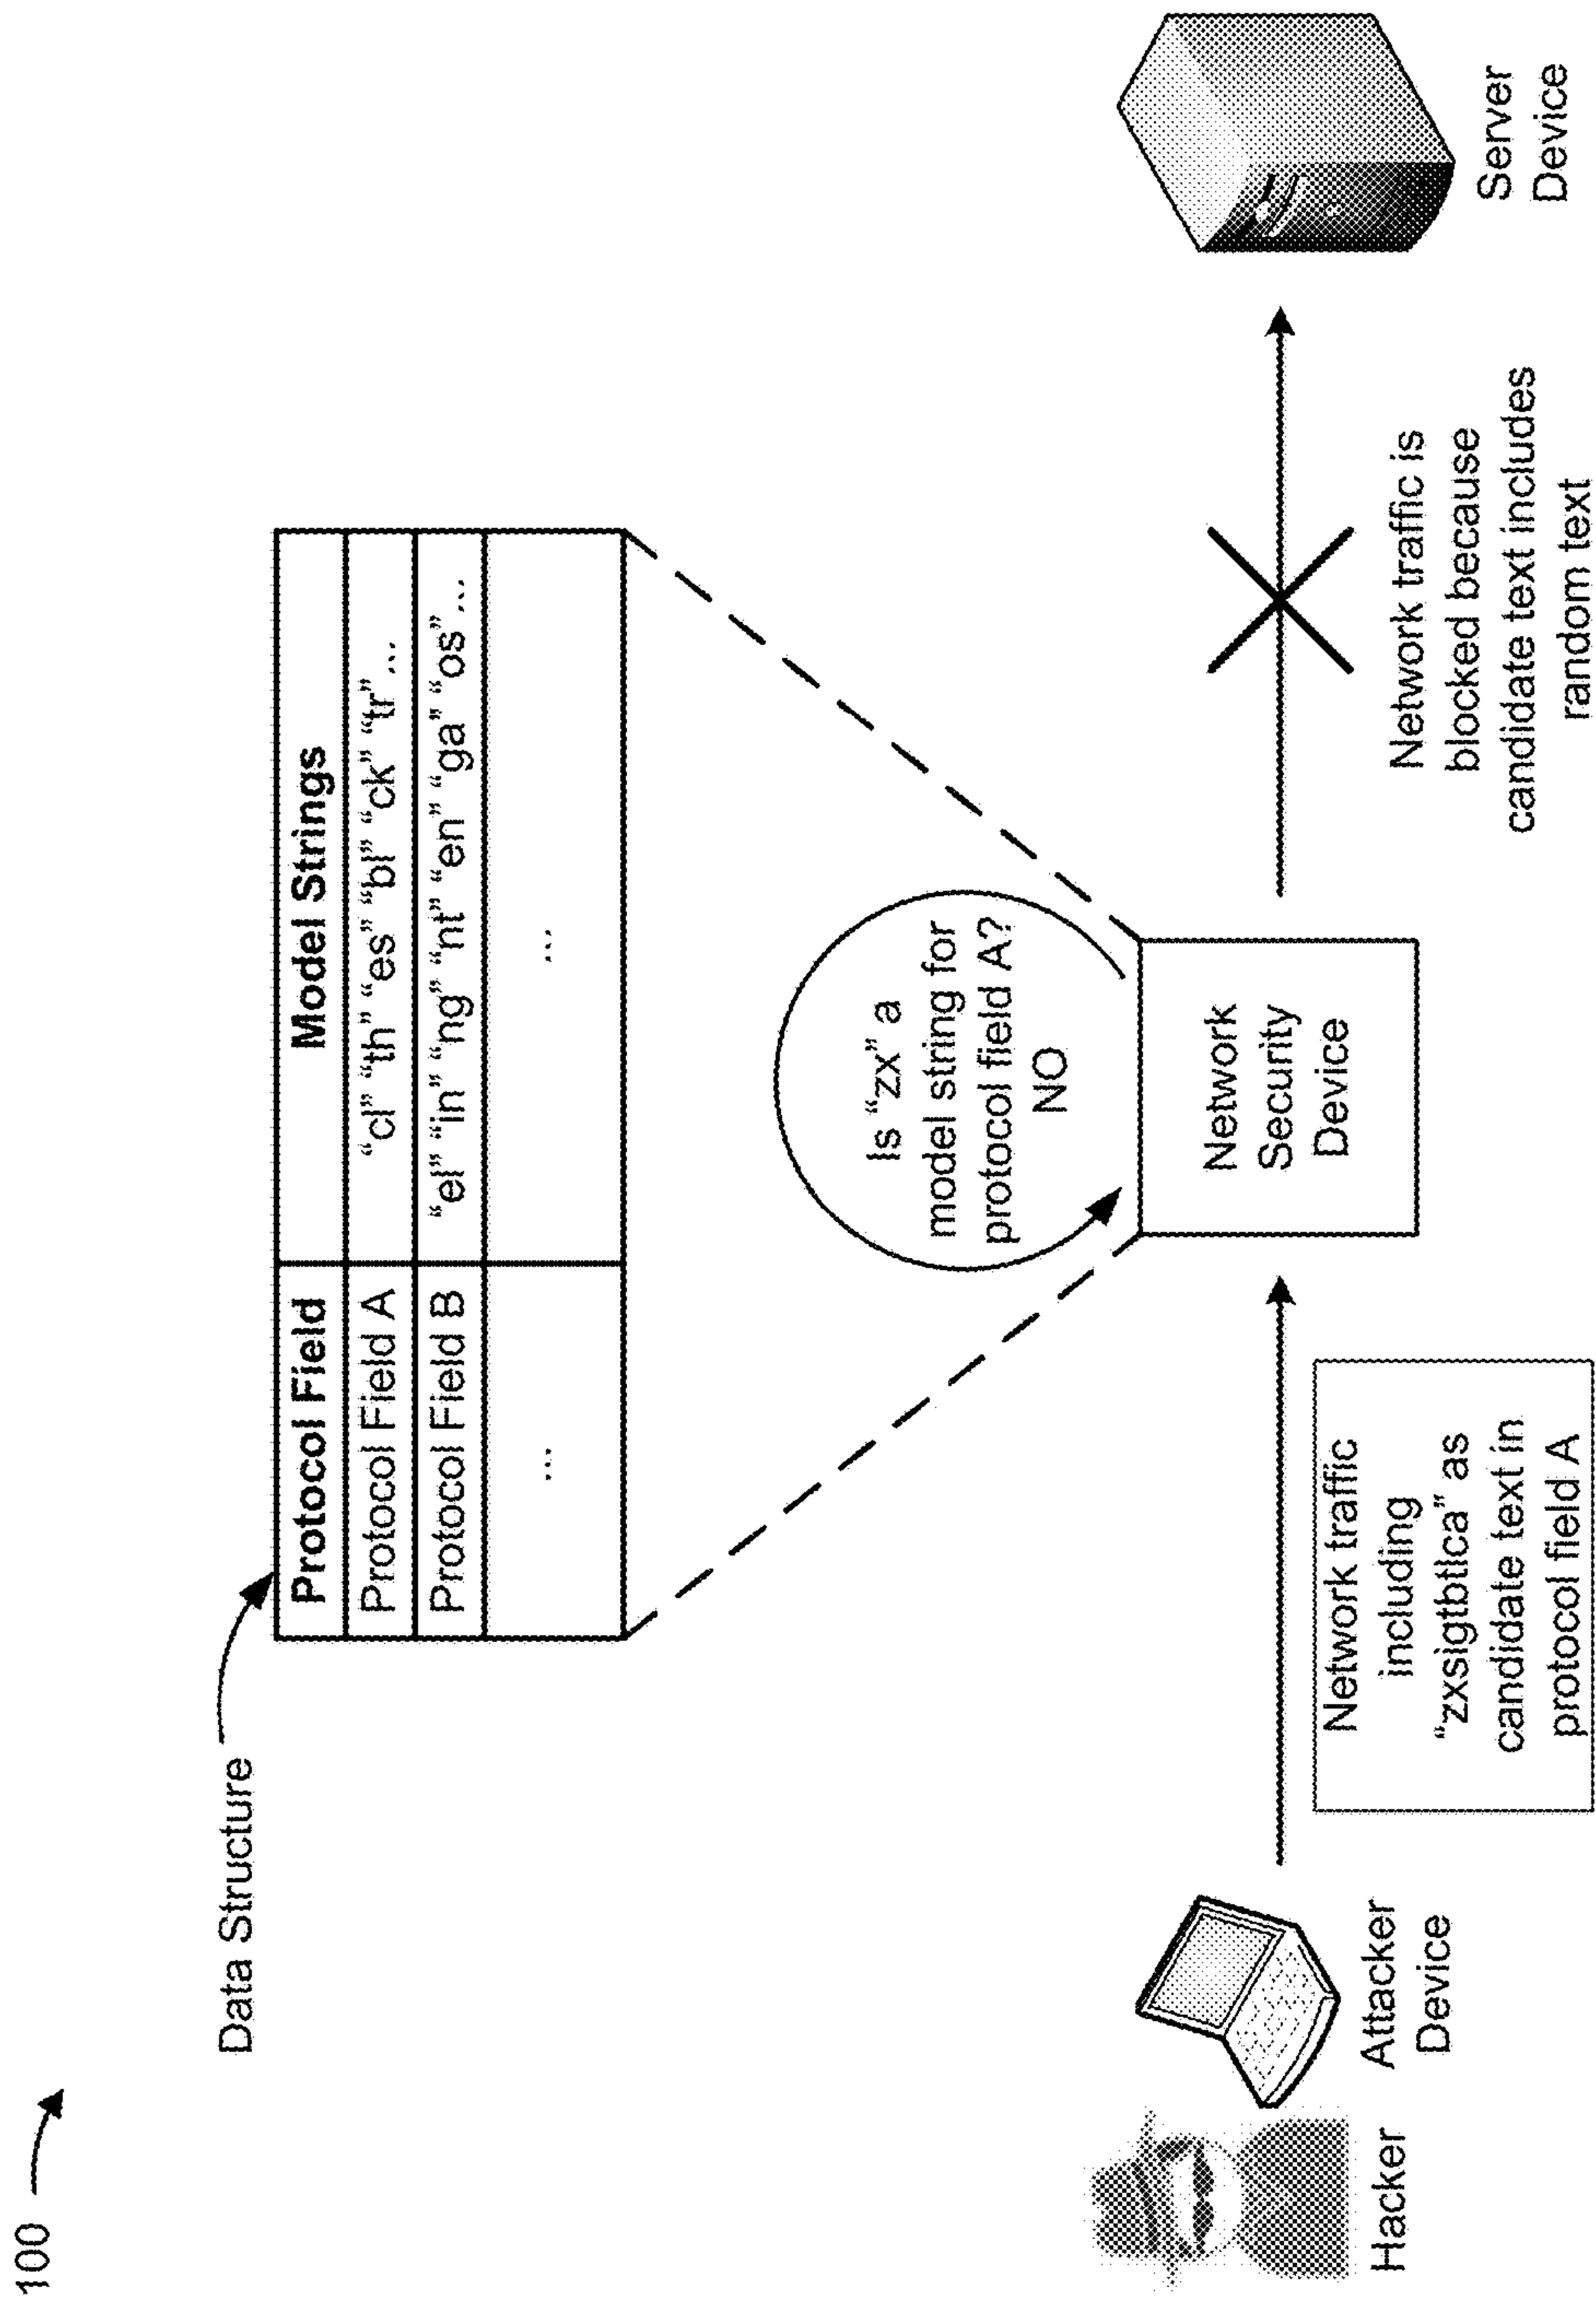 100
Data Structure
Protocol Field
Model Strings
Protocol Field A
“cl” “th” “es” “bl” “ck” “tr”...
Protocol Field B
“el” “in” “ng” “nt” “en” “ga” “os”...
...
...
Is “zx” a
model string for
protocol field A?
NO
Hacker
Attacker
Device
Network traffic
including
“zxsigtbtlca” as
candidate text in
protocol field A
Network
Security
Device
Network traffic is
blocked because
candidate text includes
random text
Server
Device